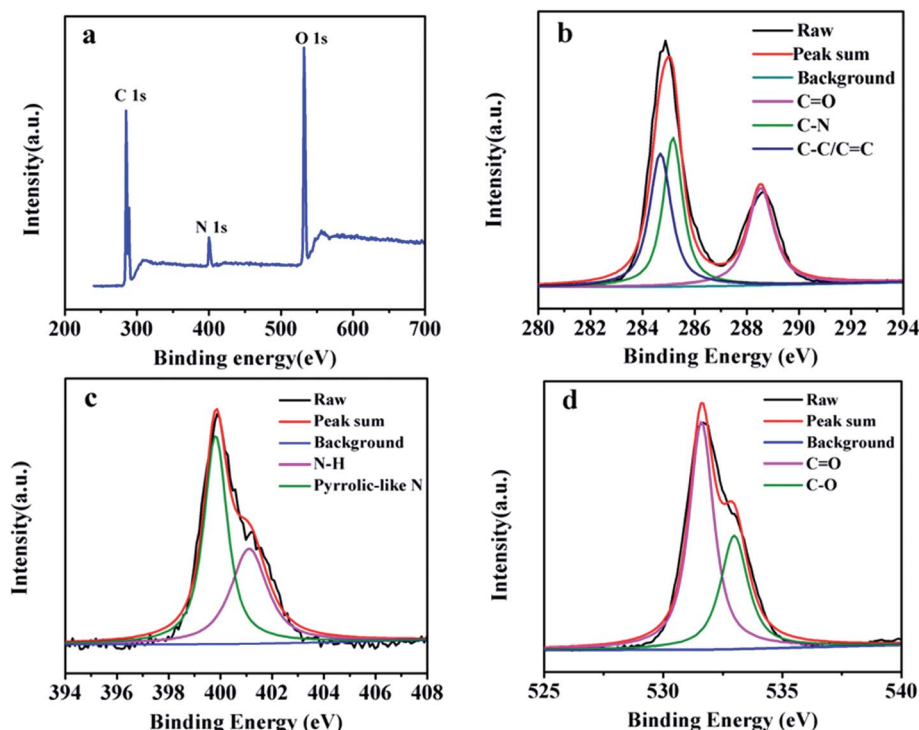 a
C 1s
N 1s
O 1s
Intensity(a.u.)
200 300 400 500 600 700
Binding energy(eV)
b
Raw
Peak sum
Background
C=O
C-N
C-C/C=C
Intensity(a.u.)
280 282 284 286 288 290 292 294
Binding Energy (eV)
c
Raw
Peak sum
Background
N-H
Pyrrolic-like N
Intensity(a.u.)
394 396 398 400 402 404 406 408
Binding Energy (eV)
d
Raw
Peak sum
Background
C=O
C-O
Intensity(a.u.)
525 530 535 540
Binding Energy (eV)